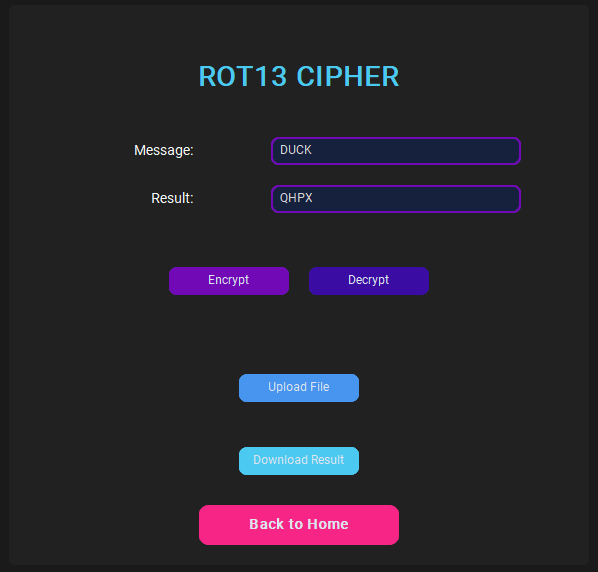 ROT13 CIPHER
Message: DUCK
Result: QHPX
Encrypt Decrypt
Upload File
Download Result
Back to Home